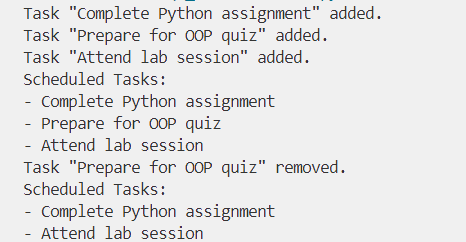 Task "Complete Python assignment" added.
Task "Prepare for OOP quiz" added.
Task "Attend lab session" added.
Scheduled Tasks:
- Complete Python assignment
- Prepare for OOP quiz
- Attend lab session
Task "Prepare for OOP quiz" removed.
Scheduled Tasks:
- Complete Python assignment
- Attend lab session